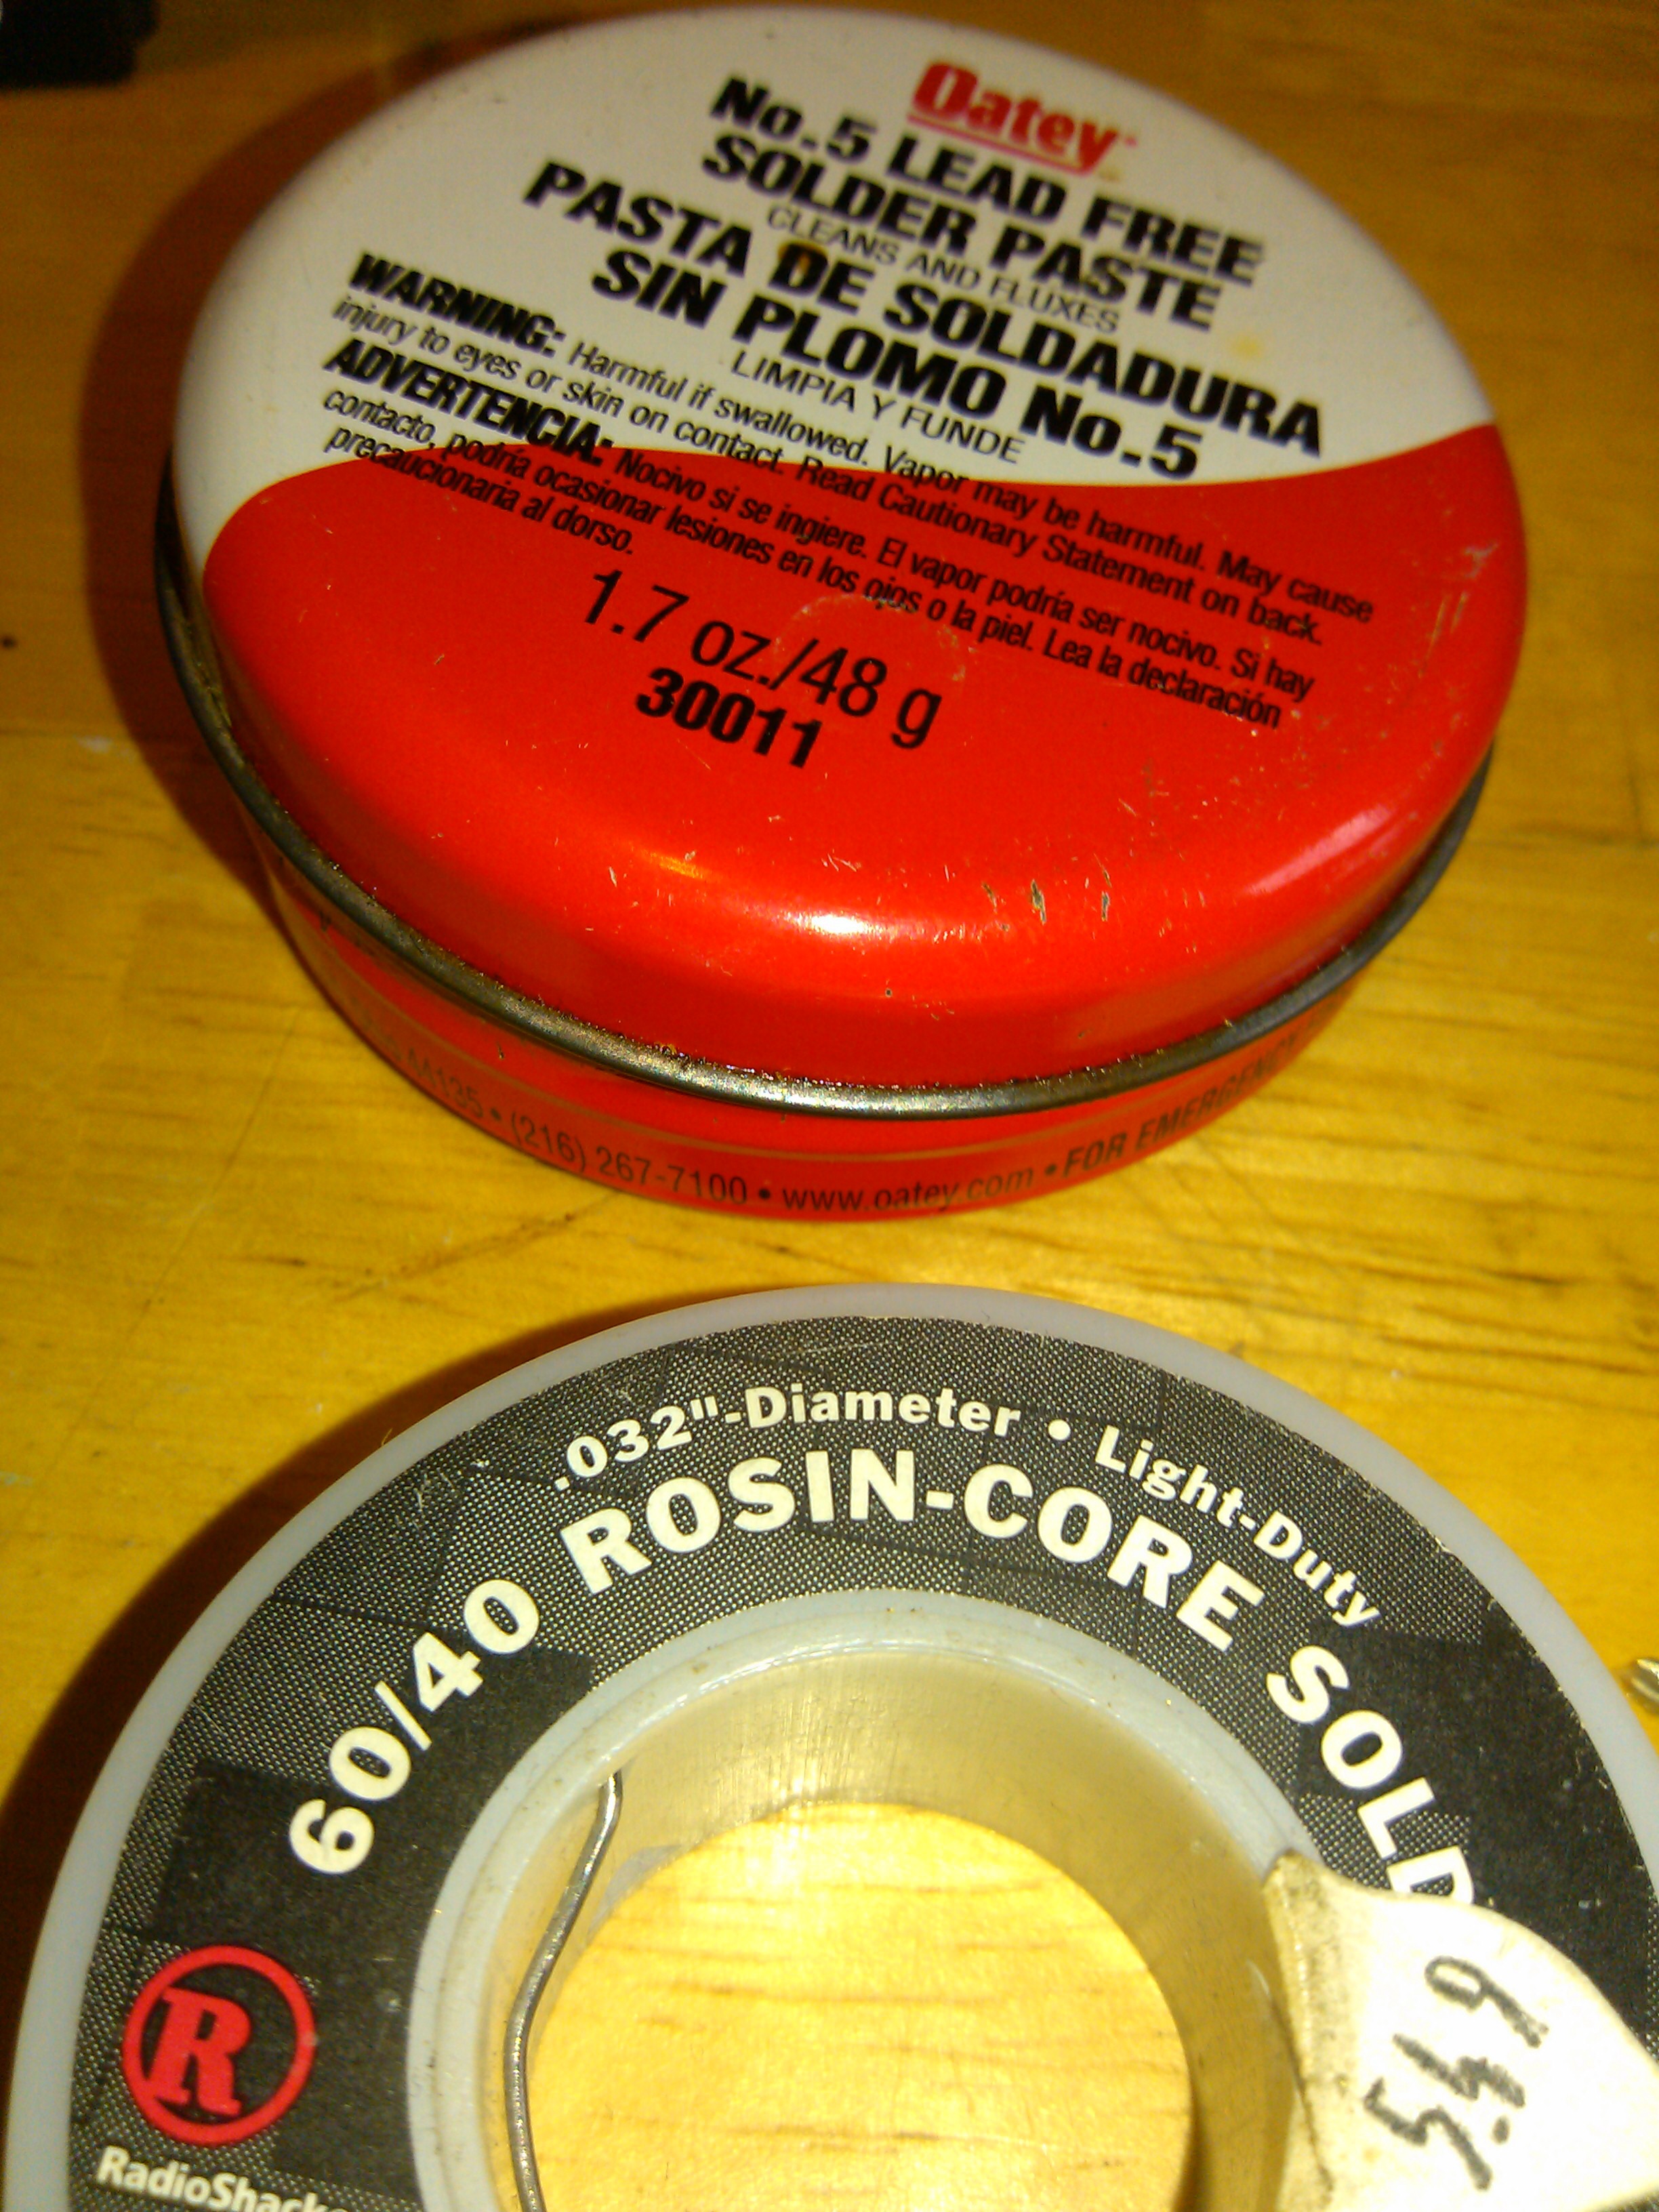 Oatey
No.5 LEAD FREE
SOLDER PASTE
CLEANS AND FLUXES
PASTA DE SOLDADURA
SIN PLOMO No.5
LIMPIA Y FUNDE
WARNING: Harmful if swallowed. Vapor may be harmful. May cause
injury to eyes or skin on contact. Read Cautionary Statement on back.
ADVERTENCIA: Nocivo si se ingiere. El vapor podría ser nocivo. Si hay
contacto, podría ocasionar lesiones en los ojos o la piel. Lea la declaración
precaucionaria al dorso.
1.7 oz./48 g
30011
44135 • (216) 267-7100 • www.oatey.com • FOR EMERGENC
.032"-Diameter • Light-Duty
60/40 ROSIN-CORE SOLD
R
RadioShack
5.49